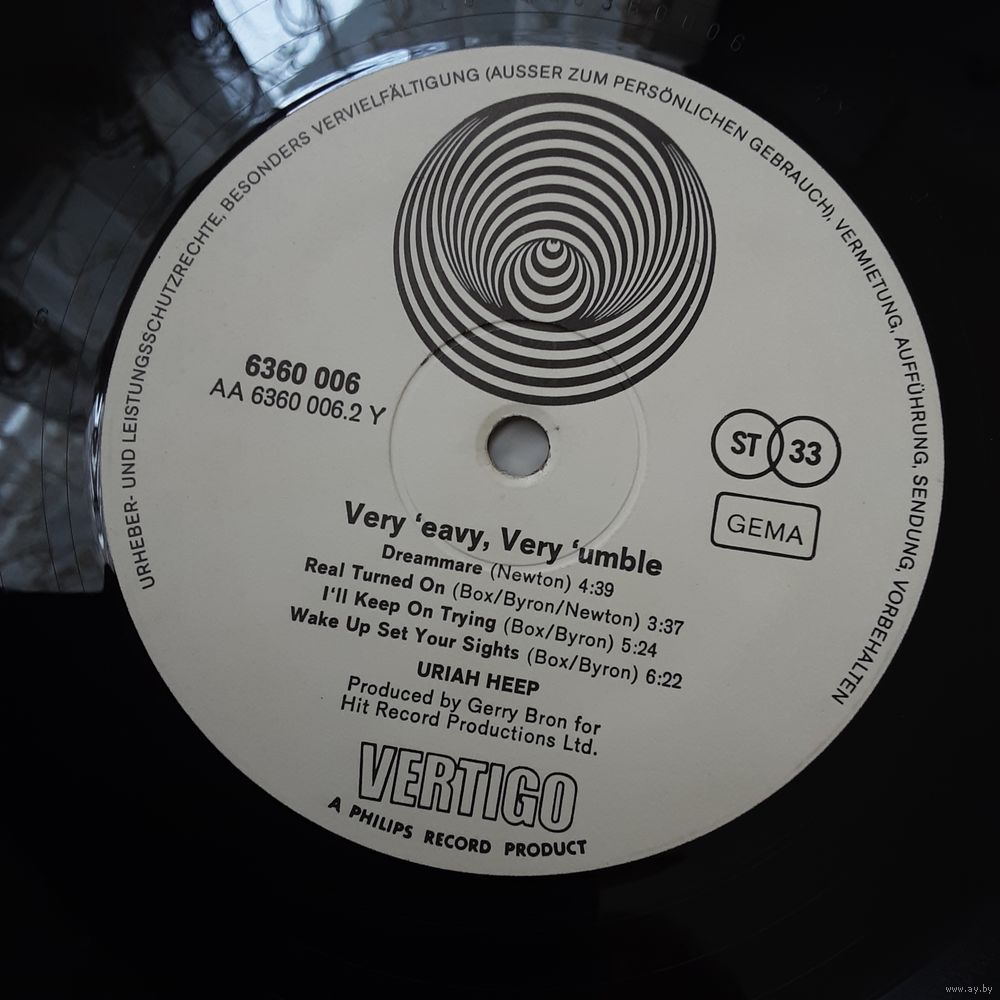 URHEBER- UND LEISTUNGSSCHUTZRECHTE, BESONDERS VERVIELFÄLTIGUNG (AUSSER ZUM PERSÖNLICHEN GEBRAUCH), VERMIETUNG, AUFFÜHRUNG, SENDUNG, VORBEHALTEN
6360 006
AA 6360 006.2 Y
ST 33
GEMA
Very ‘eavy, Very ‘umble
Dreammare (Newton) 4:39
Real Turned On (Box/Byron/Newton) 3:37
I‘ll Keep On Trying (Box/Byron) 5:24
Wake Up Set Your Sights (Box/Byron) 6:22
URIAH HEEP
Produced by Gerry Bron for
Hit Record Productions Ltd.
VERTIGO
A PHILIPS RECORD PRODUCT
www.ay.by